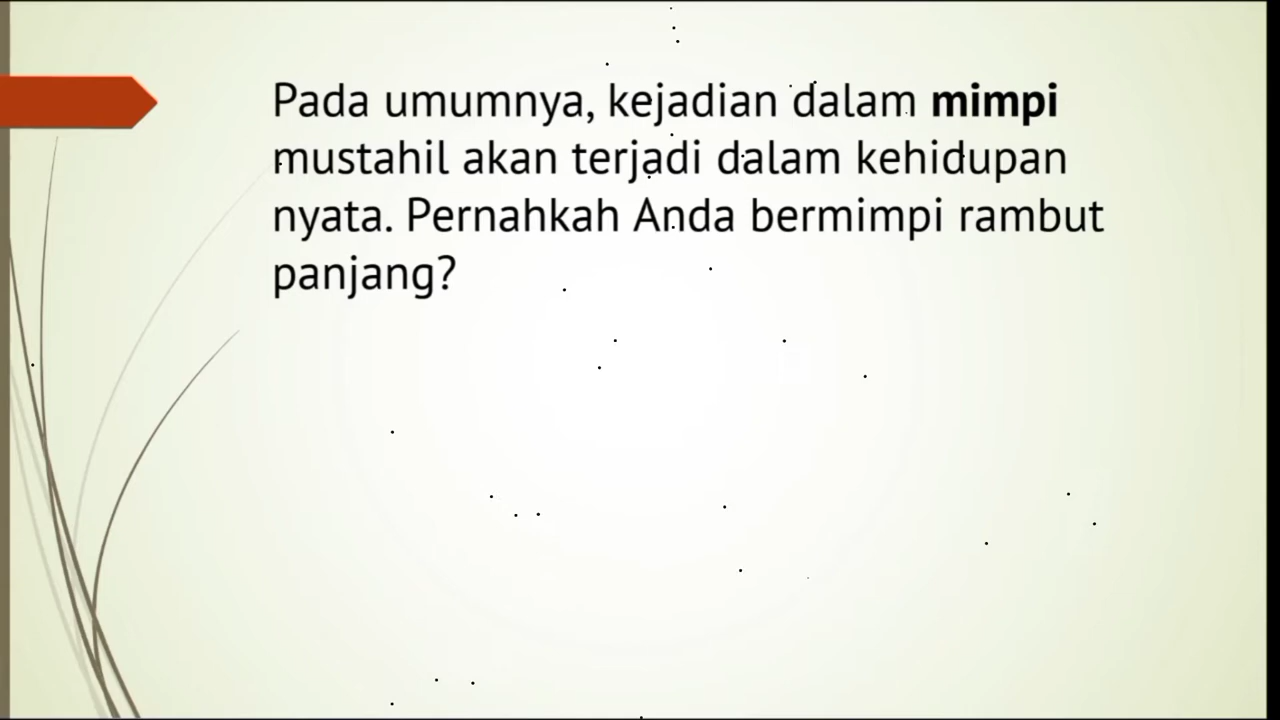 Pada umumnya, kejadian dalam mimpi
mustahil akan terjadi dalam kehidupan
nyata. Pernahkah Anda bermimpi rambut
panjang?